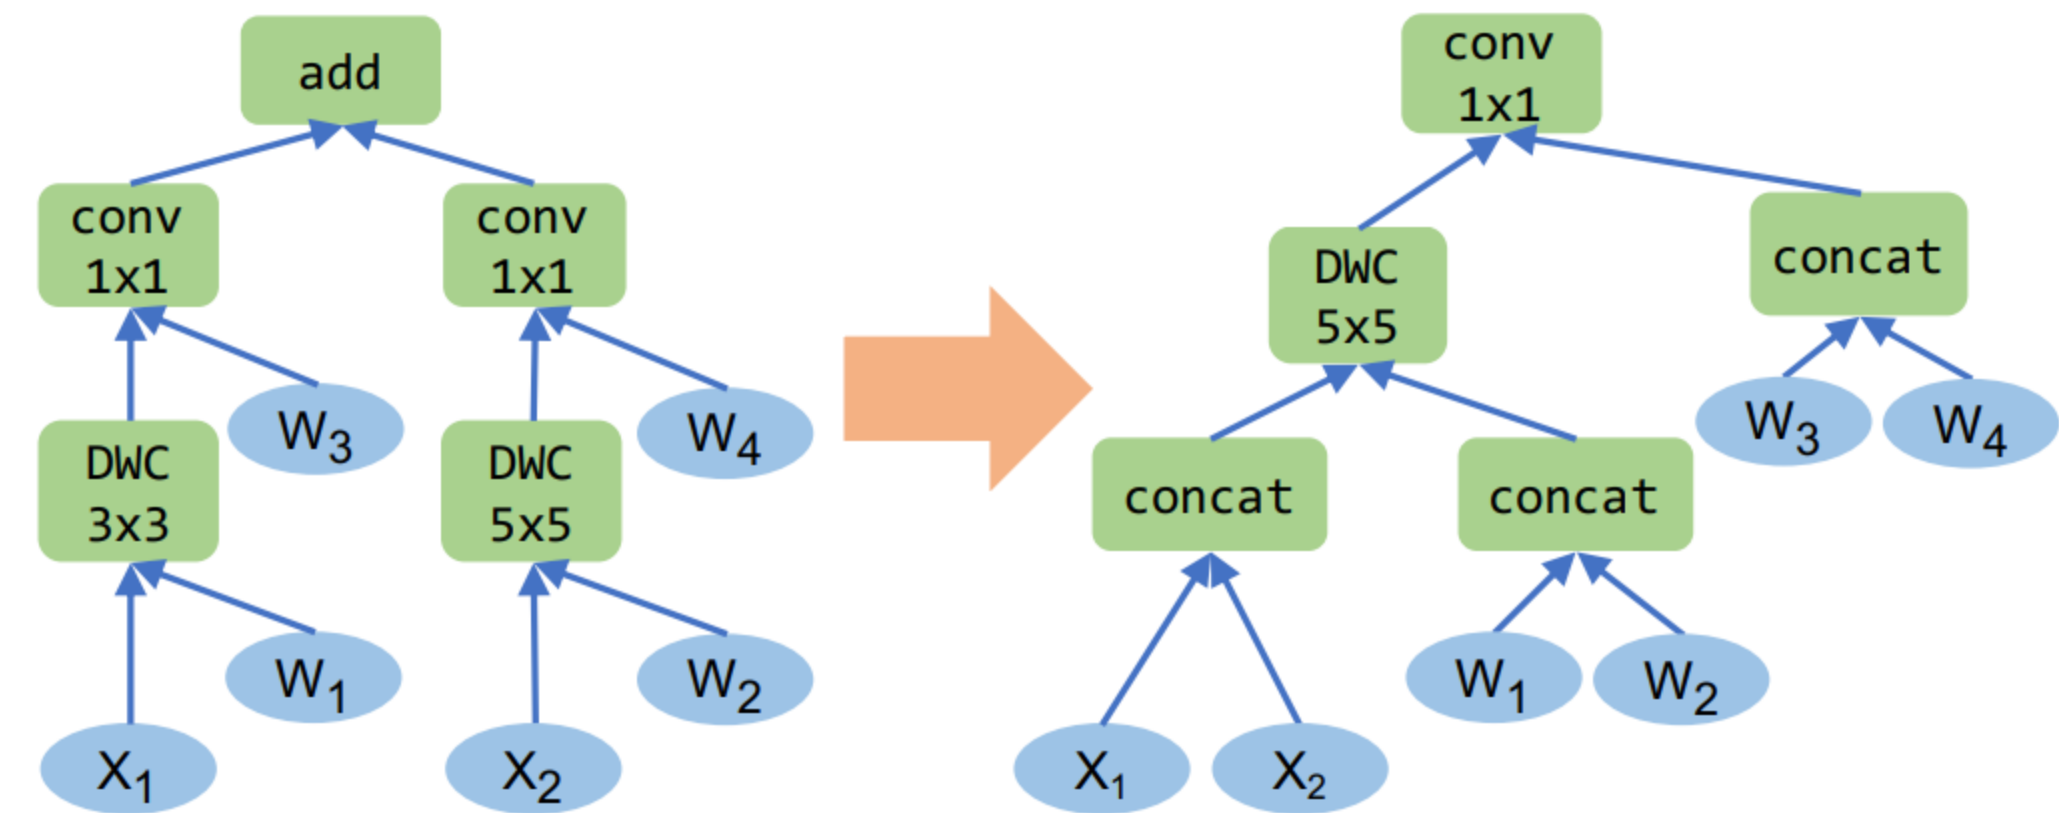 add
conv
1x1
conv
1x1
W3
W4
DWC
3x3
DWC
5x5
W1
W2
X1
X2
conv
1x1
concat
DWC
5x5
W3
W4
concat
concat
W1
W2
X1
X2